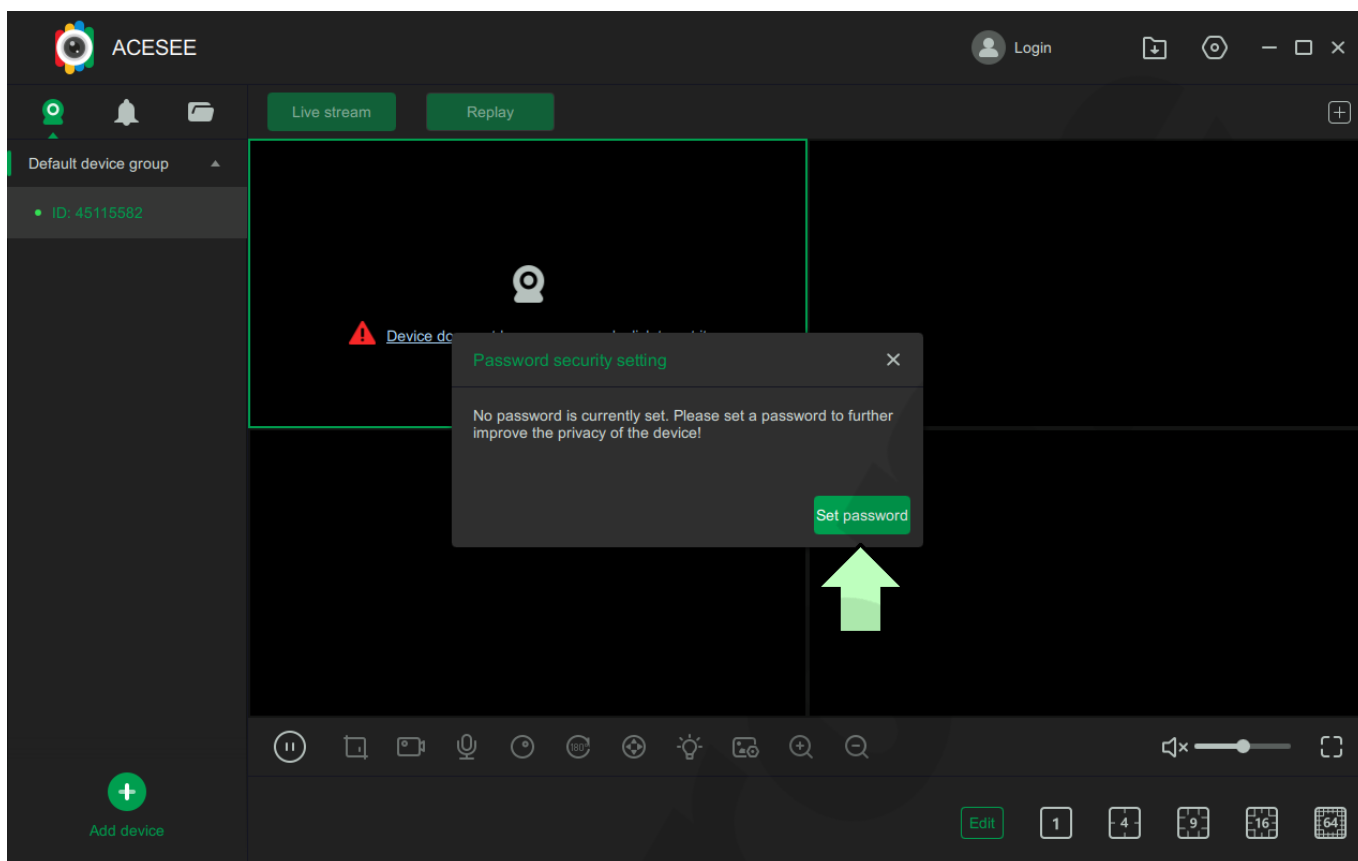 ACESEE
Login
Live stream
Replay
Default device group
ID: 45115582
Device
Password security setting
No password is currently set. Please set a password to further
improve the privacy of the device!
Set password
180°
Add device
Edit
1
4
9
16
64